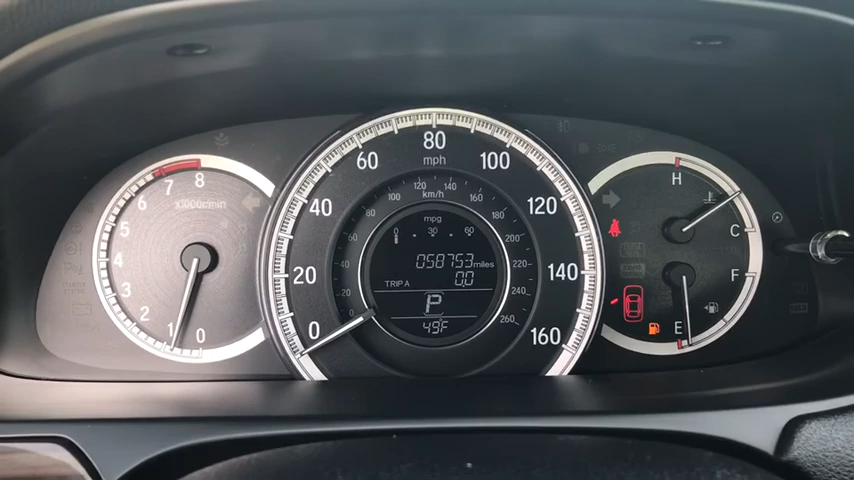 8
7
6
5
4
3
2
1
0
x1000r/min
0
20
40
60
80
100
120
140
160
mph
20
40
60
80
100
120
140
160
180
200
220
240
260
km/h
mpg
0 30 60
058753 miles
TRIP A 0.0
P
49°F
H
C
F
E